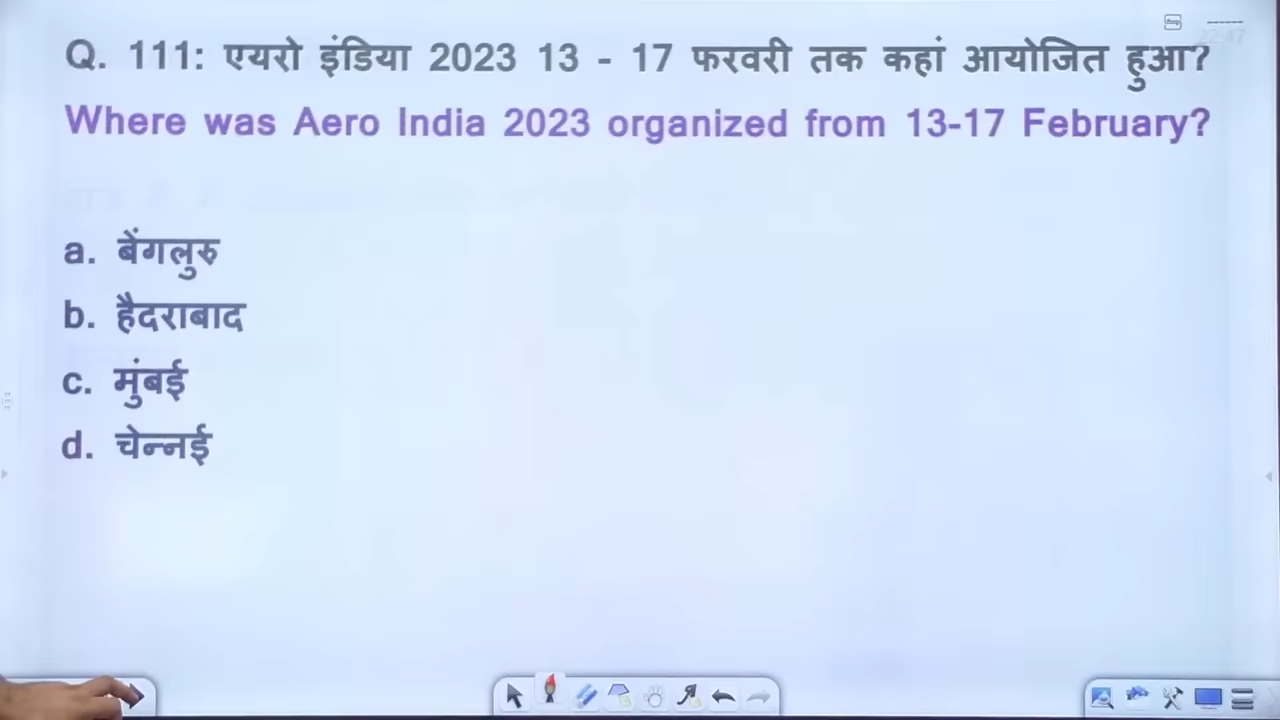 Q. 111: एयरो इंडिया 2023 13 - 17 फरवरी तक कहां आयोजित हुआ?
Where was Aero India 2023 organized from 13-17 February?
a. बेंगलुरु
b. हैदराबाद
c. मुंबई
d. चेन्नई